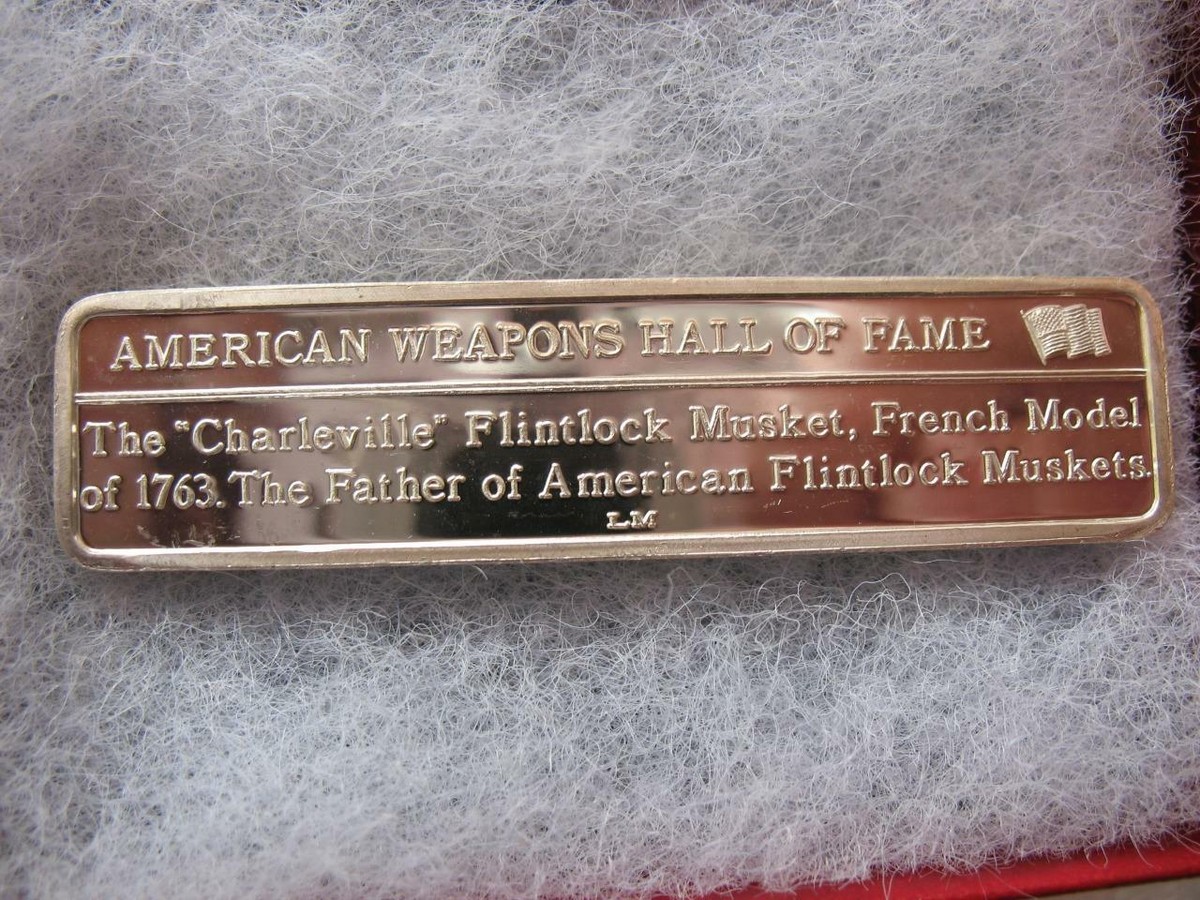 AMERICAN WEAPONS HALL OF FAME
The "Charleville" Flintlock Musket, French Model
of 1763. The Father of American Flintlock Muskets.
LM